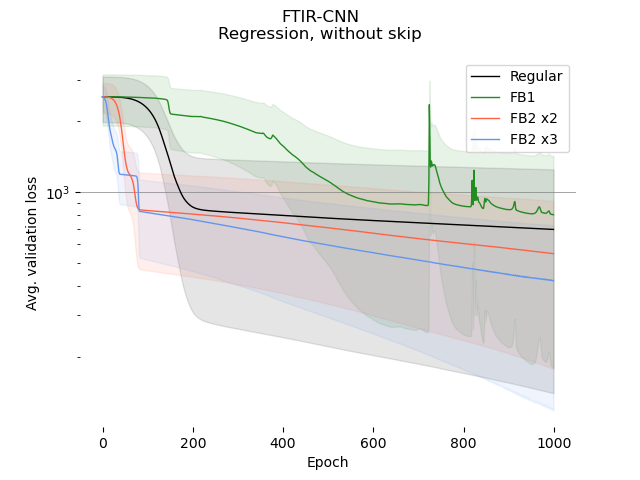 FTIR-CNN
Regression, without skip
Regular
FB1
FB2 x2
FB2 x3
10³
Avg. validation loss
0 200 400 600 800 1000
Epoch